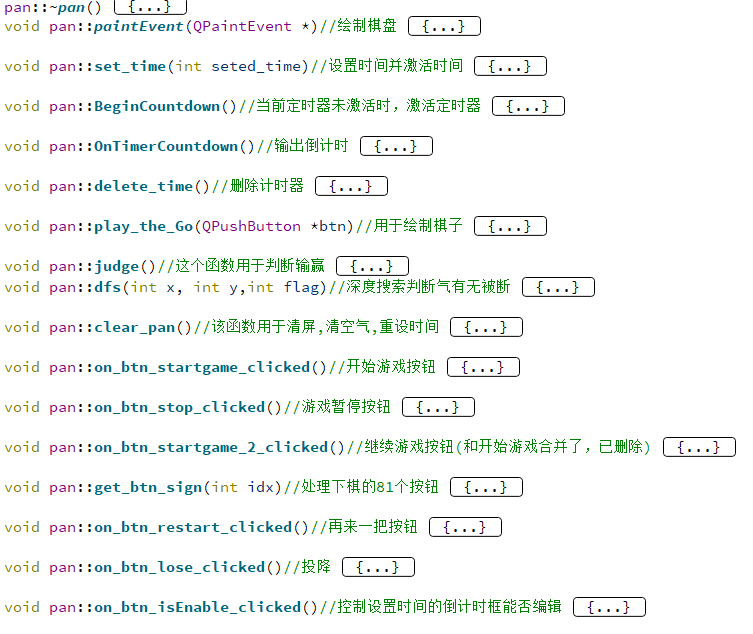 pan::~pan() {...}
void pan::paintEvent(QPaintEvent *)//绘制棋盘 {...}
void pan::set_time(int seted_time)//设置时间并激活时间 {...}
void pan::BeginCountdown()//当前定时器未激活时，激活定时器 {...}
void pan::OnTimerCountdown()//输出倒计时 {...}
void pan::delete_time()//删除计时器 {...}
void pan::play_the_Go(QPushButton *btn)//用于绘制棋子 {...}
void pan::judge()//这个函数用于判断输赢 {...}
void pan::dfs(int x, int y,int flag)//深度搜索判断气有无被断 {...}
void pan::clear_pan()//该函数用于清屏,清空气,重设时间 {...}
void pan::on_btn_startgame_clicked()//开始游戏按钮 {...}
void pan::on_btn_stop_clicked()//游戏暂停按钮 {...}
void pan::on_btn_startgame_2_clicked()//继续游戏按钮(和开始游戏合并了，已删除) {...}
void pan::get_btn_sign(int idx)//处理下棋的81个按钮 {...}
void pan::on_btn_restart_clicked()//再来一把按钮 {...}
void pan::on_btn_lose_clicked()//投降 {...}
void pan::on_btn_isEnable_clicked()//控制设置时间的倒计时框能否编辑 {...}